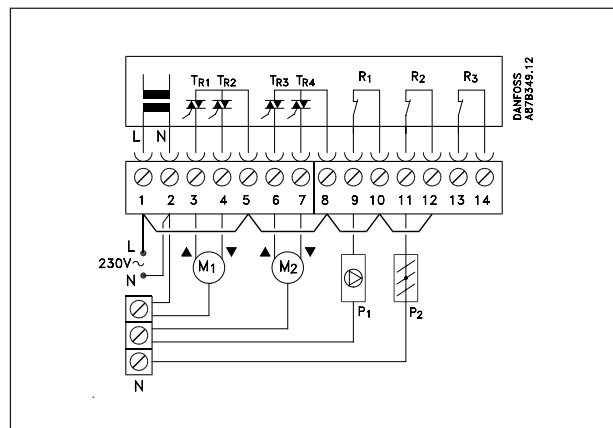 TR1 TR2 TR3 TR4 R1 R2 R3
DANFOSS
A87B349.12
L N
1 2 3 4 5 6 7 8 9 10 11 12 13 14
L
230V~
N
▲ M1 ▼ ▲ M2 ▼
P1 P2
N